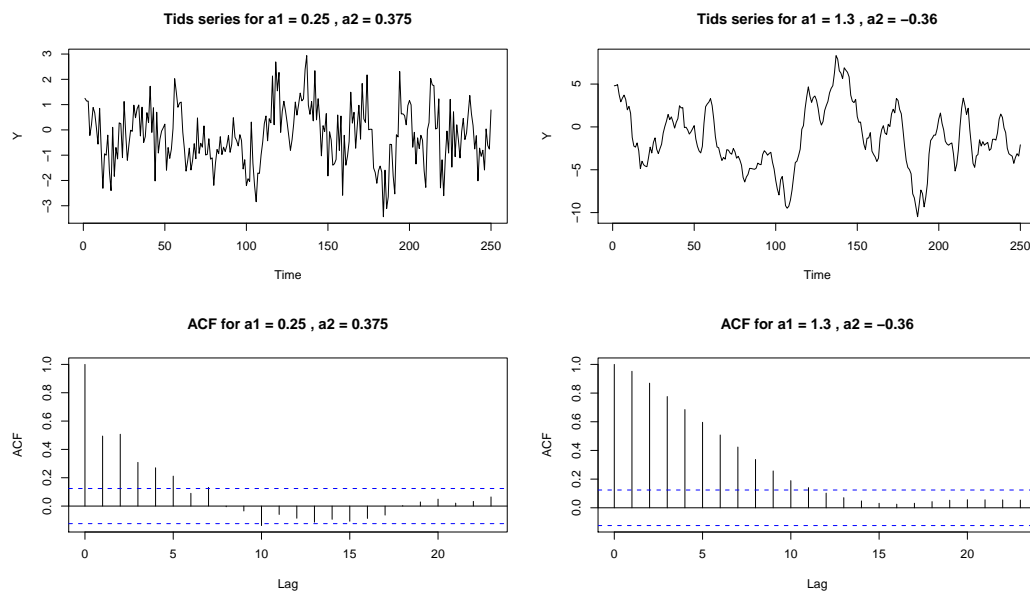 Tids series for a1 = 0.25 , a2 = 0.375
Y
3
2
1
0
−1
−2
−3
0 50 100 150 200 250
Time
Tids series for a1 = 1.3 , a2 = −0.36
Y
5
0
−5
−10
0 50 100 150 200 250
Time
ACF for a1 = 0.25 , a2 = 0.375
ACF
1.0
0.8
0.6
0.4
0.2
0.0
0 5 10 15 20
Lag
ACF for a1 = 1.3 , a2 = −0.36
ACF
1.0
0.8
0.6
0.4
0.2
0.0
0 5 10 15 20
Lag